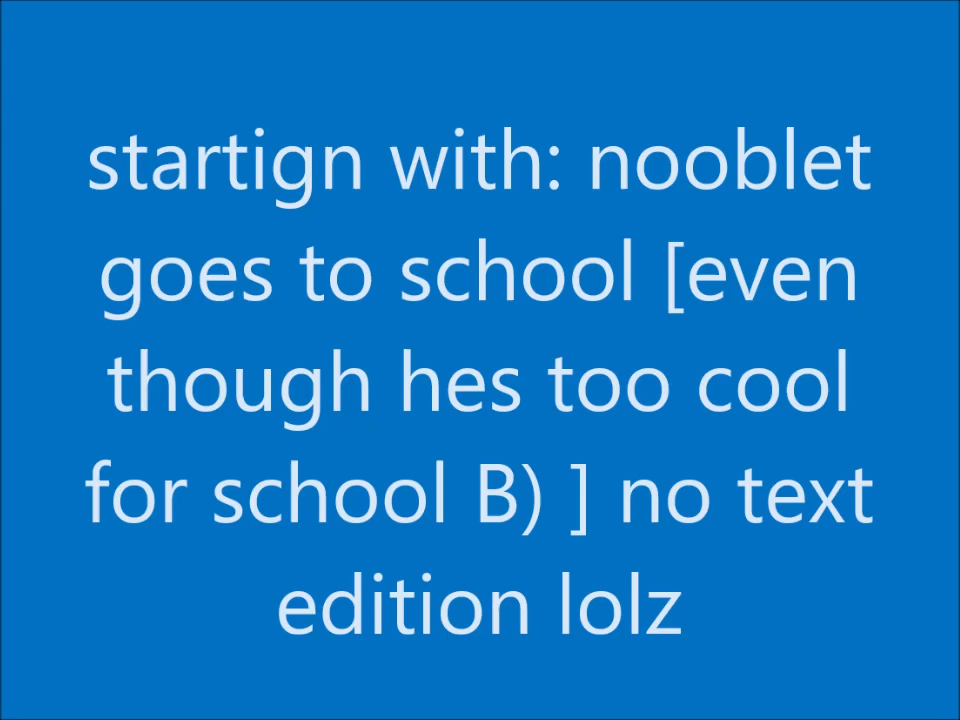 startign with: nooblet
goes to school [even
though hes too cool
for school B) ] no text
edition lolz